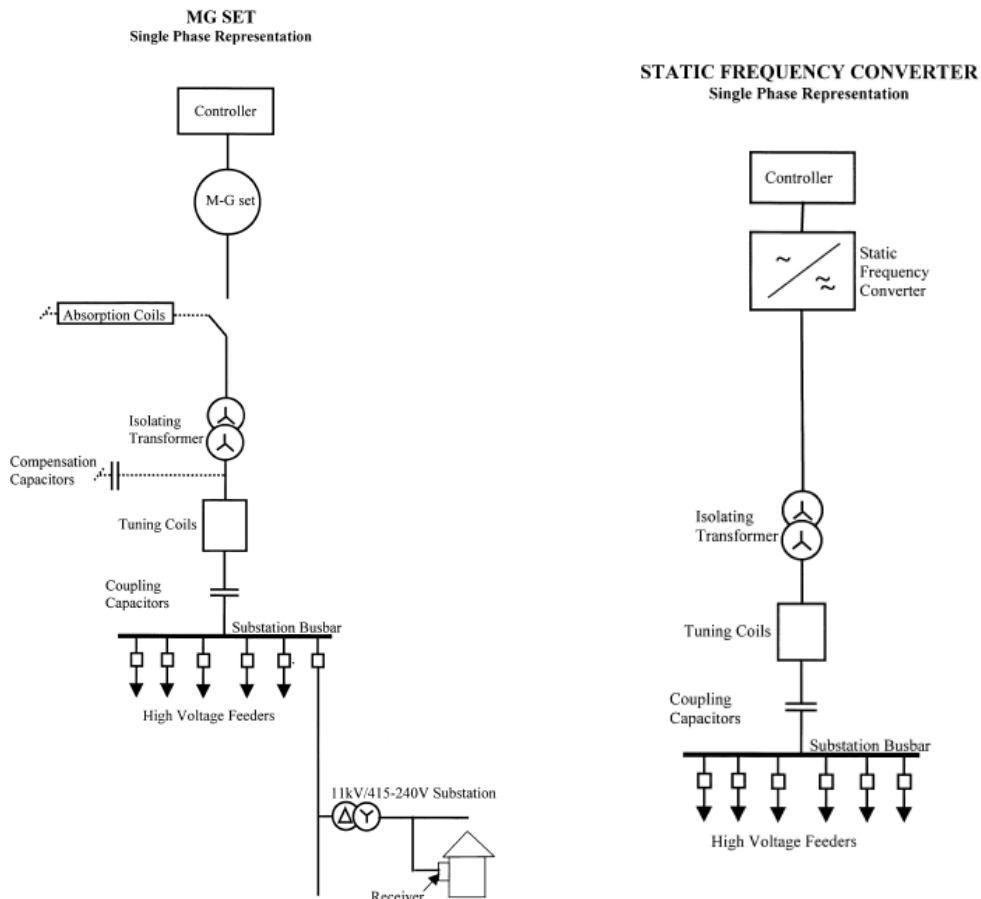 MG SET
Single Phase Representation
Controller
M-G set
Absorption Coils
Isolating
Transformer
Compensation
Capacitors
Tuning Coils
Coupling
Capacitors
Substation Busbar
High Voltage Feeders
11kV/415-240V Substation
Receiver
STATIC FREQUENCY CONVERTER
Single Phase Representation
Controller
~
Static
Frequency
Converter
~
~
Isolating
Transformer
Tuning Coils
Coupling
Capacitors
Substation Busbar
High Voltage Feeders